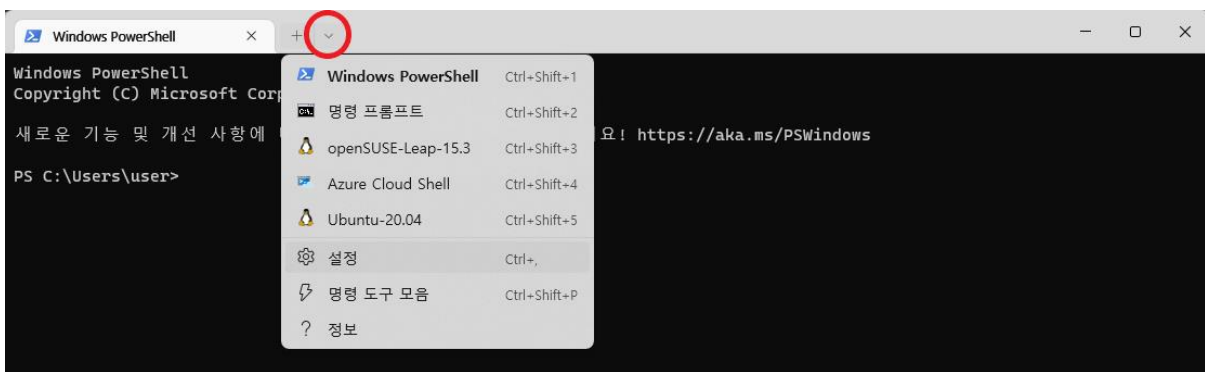 Windows PowerShell
Windows PowerShell
Copyright (C) Microsoft
새로운 기능 및 개선 사항에
요! https://aka.ms/PSWindows
PS C:\Users\user>
Windows PowerShell Ctrl+Shift+1
명령 프롬프트 Ctrl+Shift+2
openSUSE-Leap-15.3 Ctrl+Shift+3
Azure Cloud Shell Ctrl+Shift+4
Ubuntu-20.04 Ctrl+Shift+5
설정 Ctrl+,
명령 도구 모음 Ctrl+Shift+P
정보